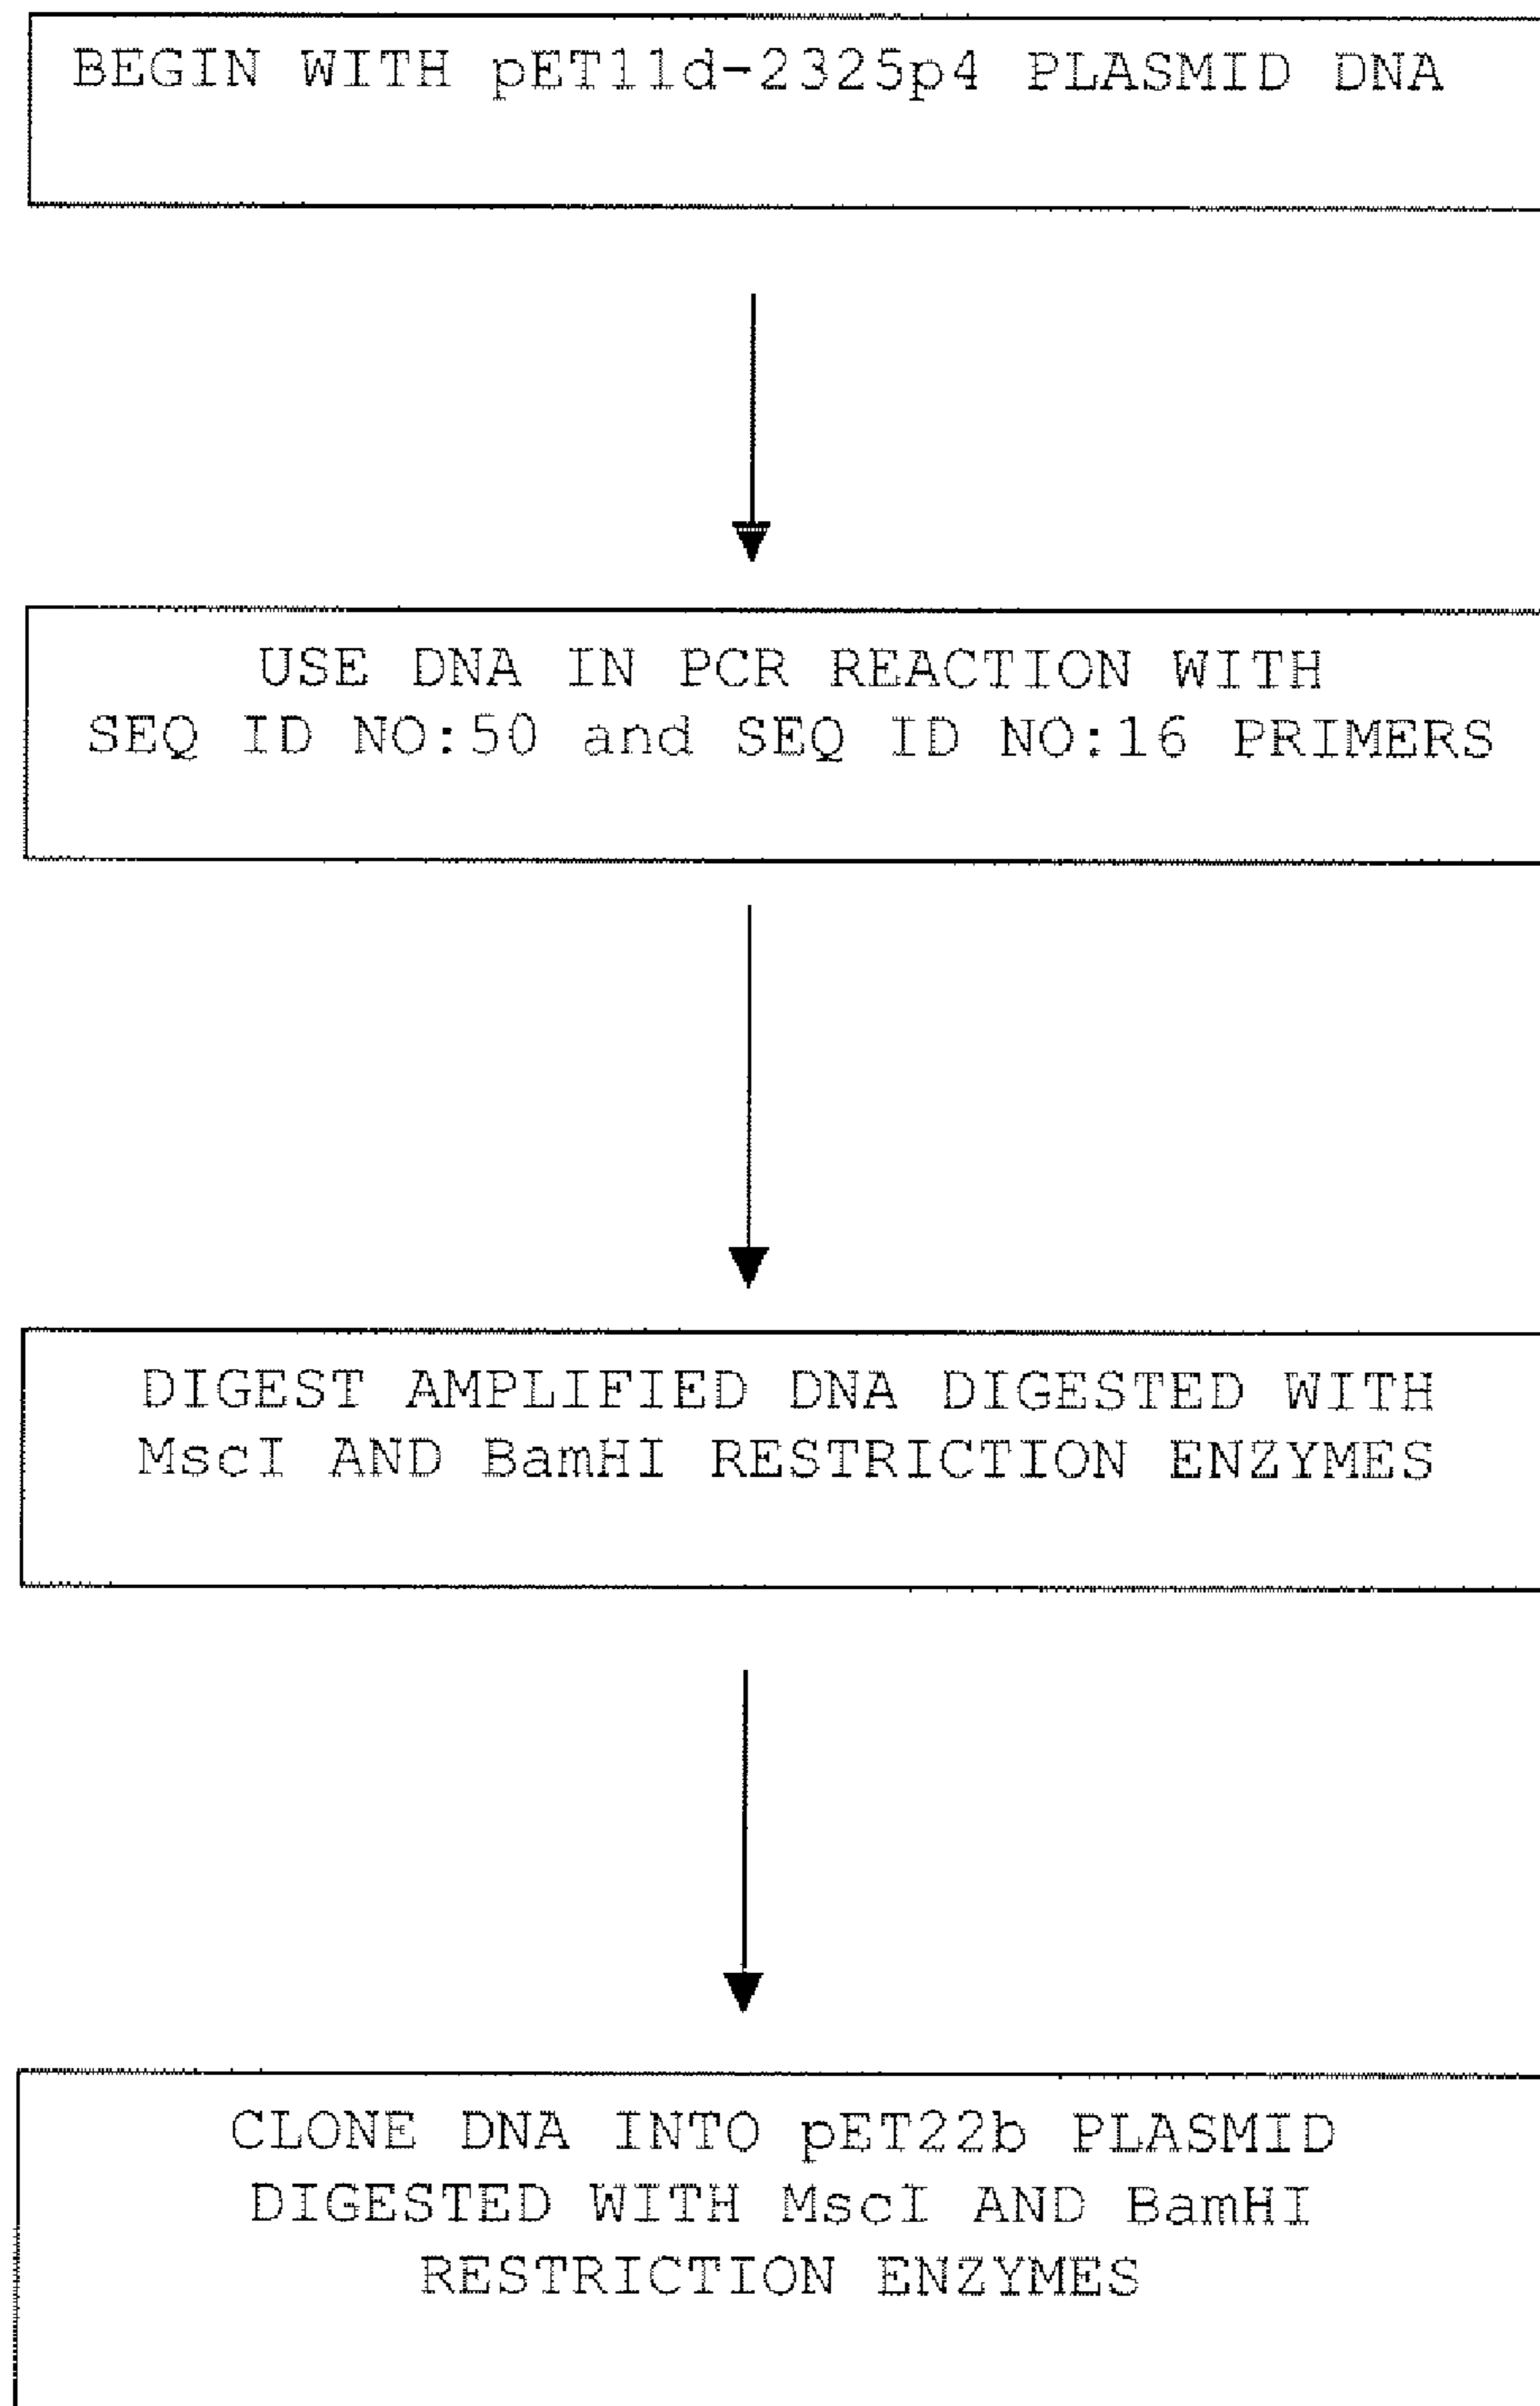 BEGIN WITH pET11d-2325p4 PLASMID DNA
USE DNA IN PCR REACTION WITH
SEQ ID NO:50 and SEQ ID NO:16 PRIMERS
DIGEST AMPLIFIED DNA DIGESTED WITH
MscI AND BamHI RESTRICTION ENZYMES
CLONE DNA INTO pET22b PLASMID
DIGESTED WITH MscI AND BamHI
RESTRICTION ENZYMES